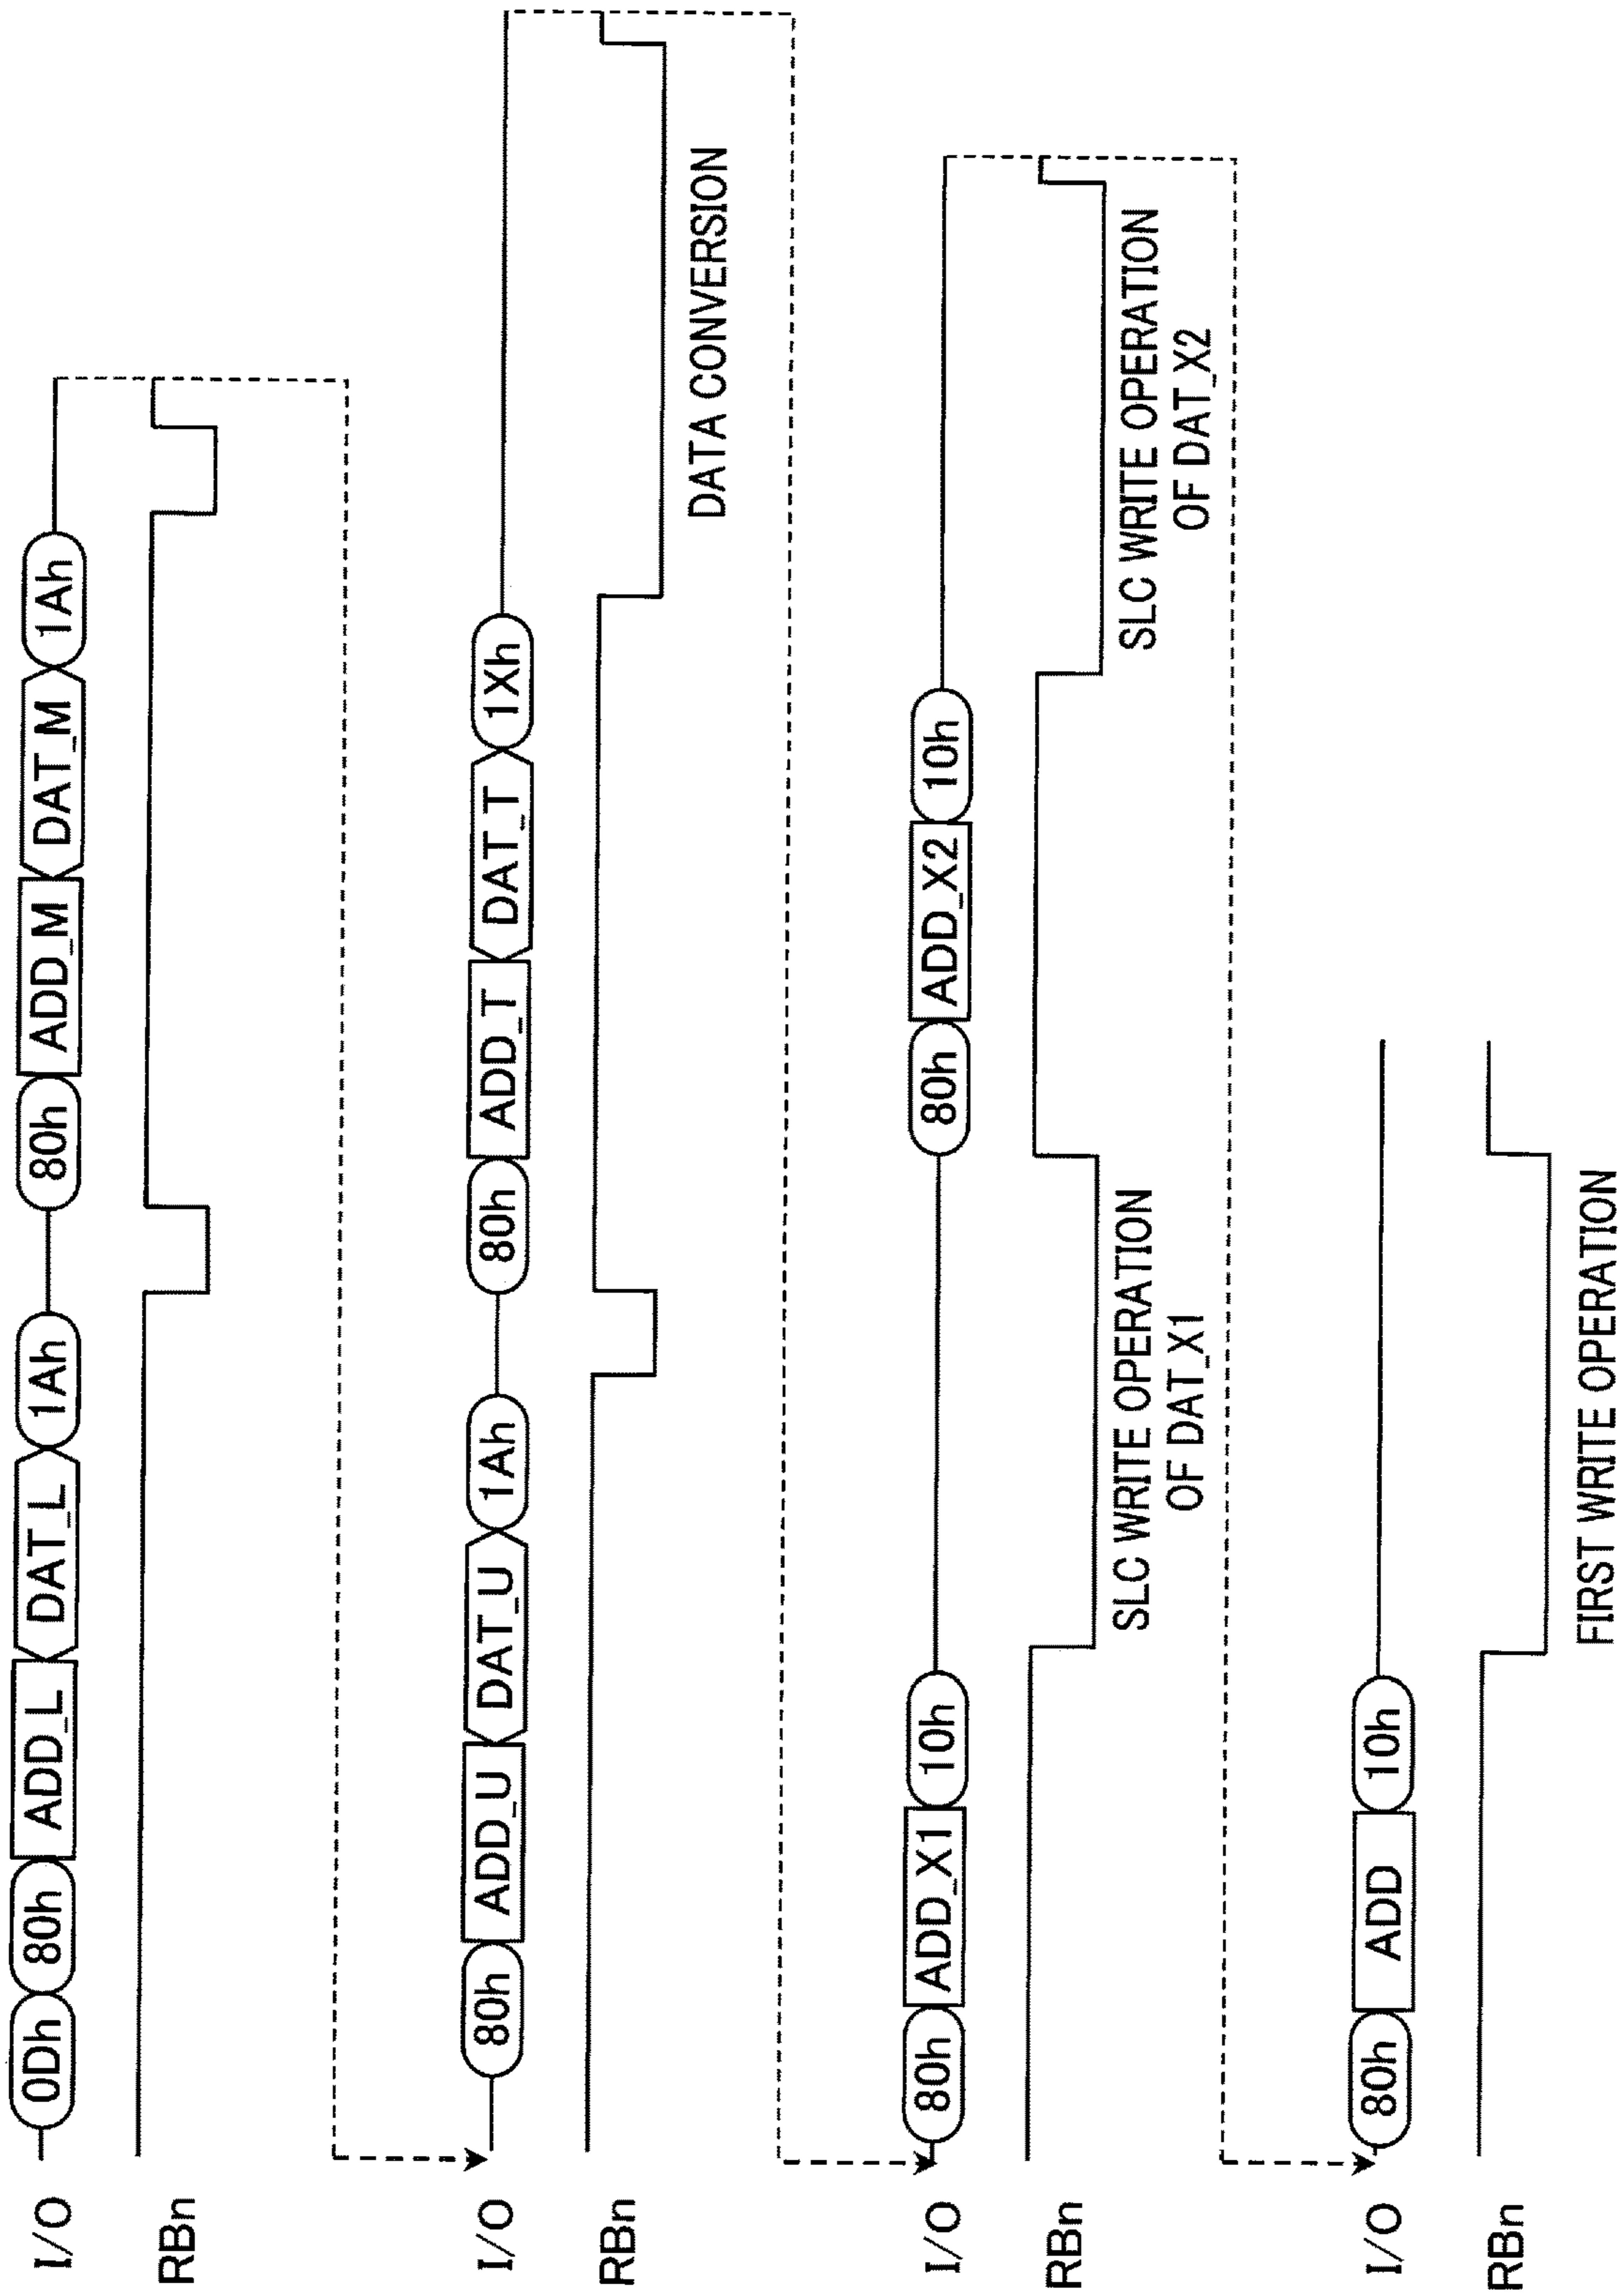 I/O 0Dh 80h ADD_L DAT_L 1Ah 80h ADD_M DAT_M 1Ah
RBn
I/O 80h ADD_U DAT_U 1Ah 80h ADD_T DAT_T 1Xh
RBn
DATA CONVERSION
I/O 80h ADD_X1 10h 80h ADD_X2 10h
RBn
SLC WRITE OPERATION
OF DAT_X1
SLC WRITE OPERATION
OF DAT_X2
I/O 80h ADD 10h
RBn
FIRST WRITE OPERATION